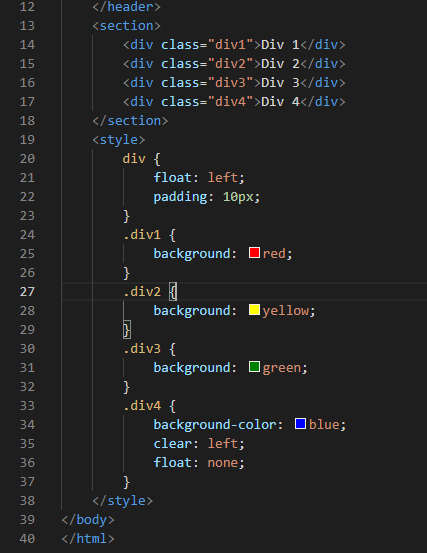 12 </header>
13 <section>
14 <div class="div1">Div 1</div>
15 <div class="div2">Div 2</div>
16 <div class="div3">Div 3</div>
17 <div class="div4">Div 4</div>
18 </section>
19 <style>
20 div {
21 float: left;
22 padding: 10px;
23 }
24 .div1 {
25 background: red;
26 }
27 .div2 {
28 background: yellow;
29 }
30 .div3 {
31 background: green;
32 }
33 .div4 {
34 background-color: blue;
35 clear: left;
36 float: none;
37 }
38 </style>
39 </body>
40 </html>